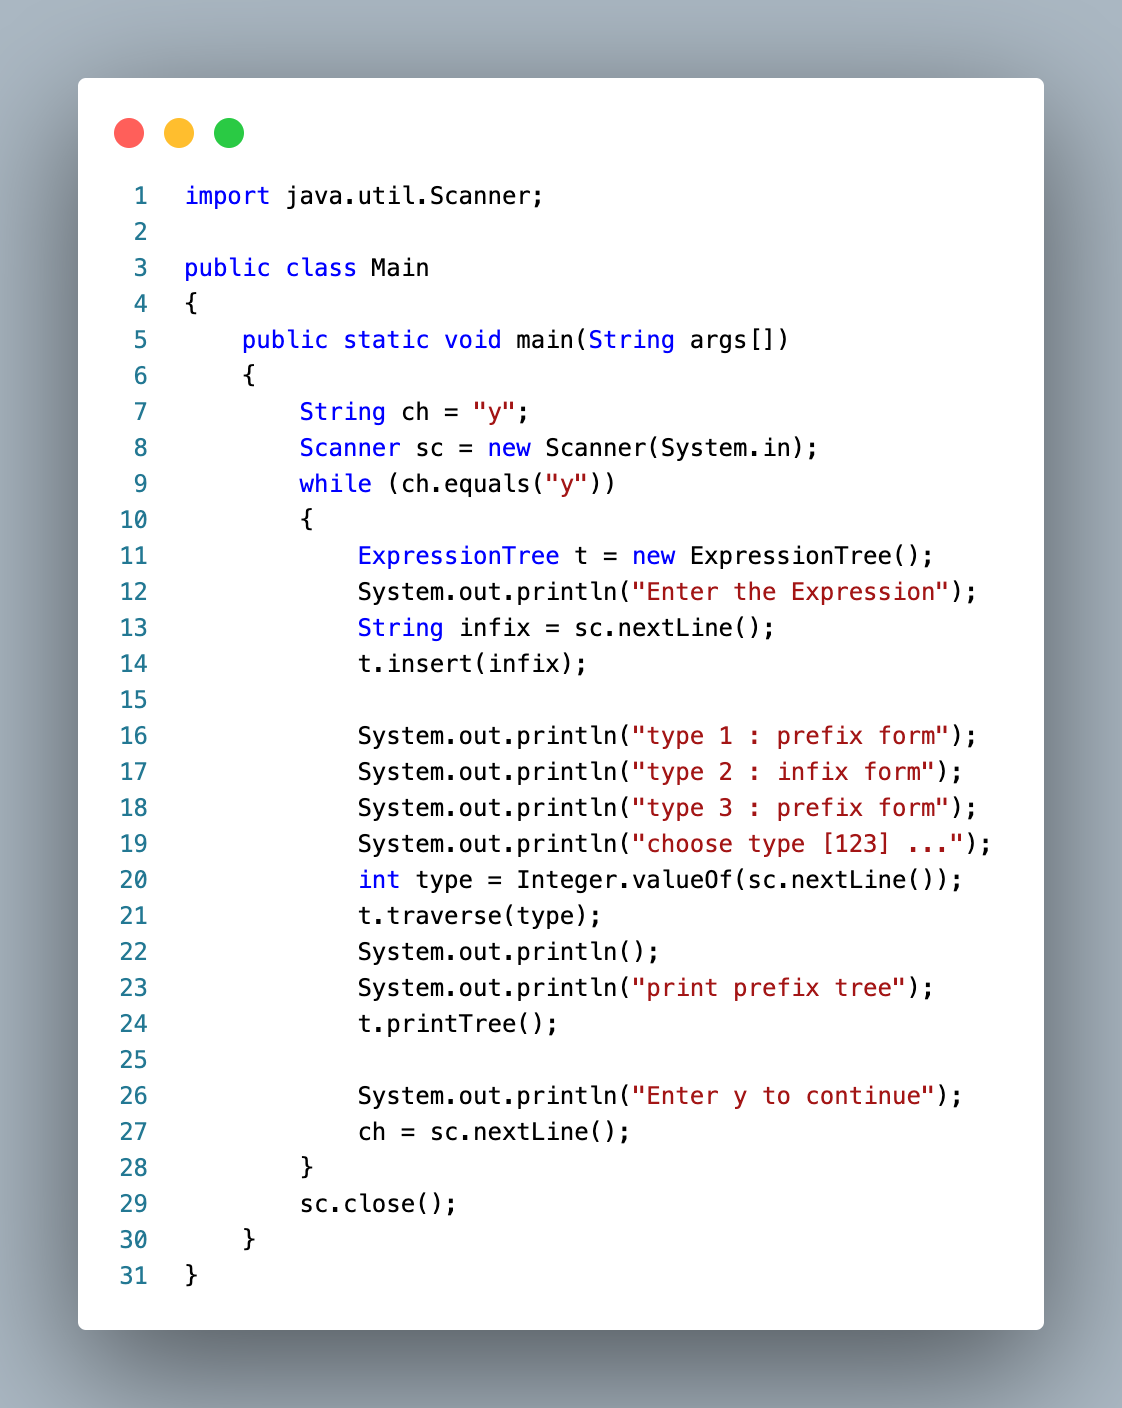 1 import java.util.Scanner;
2
3 public class Main
4 {
5     public static void main(String args[])
6     {
7         String ch = "y";
8         Scanner sc = new Scanner(System.in);
9         while (ch.equals("y"))
10         {
11             ExpressionTree t = new ExpressionTree();
12             System.out.println("Enter the Expression");
13             String infix = sc.nextLine();
14             t.insert(infix);
15
16             System.out.println("type 1 : prefix form");
17             System.out.println("type 2 : infix form");
18             System.out.println("type 3 : prefix form");
19             System.out.println("choose type [123] ...");
20             int type = Integer.valueOf(sc.nextLine());
21             t.traverse(type);
22             System.out.println();
23             System.out.println("print prefix tree");
24             t.printTree();
25
26             System.out.println("Enter y to continue");
27             ch = sc.nextLine();
28         }
29         sc.close();
30     }
31 }